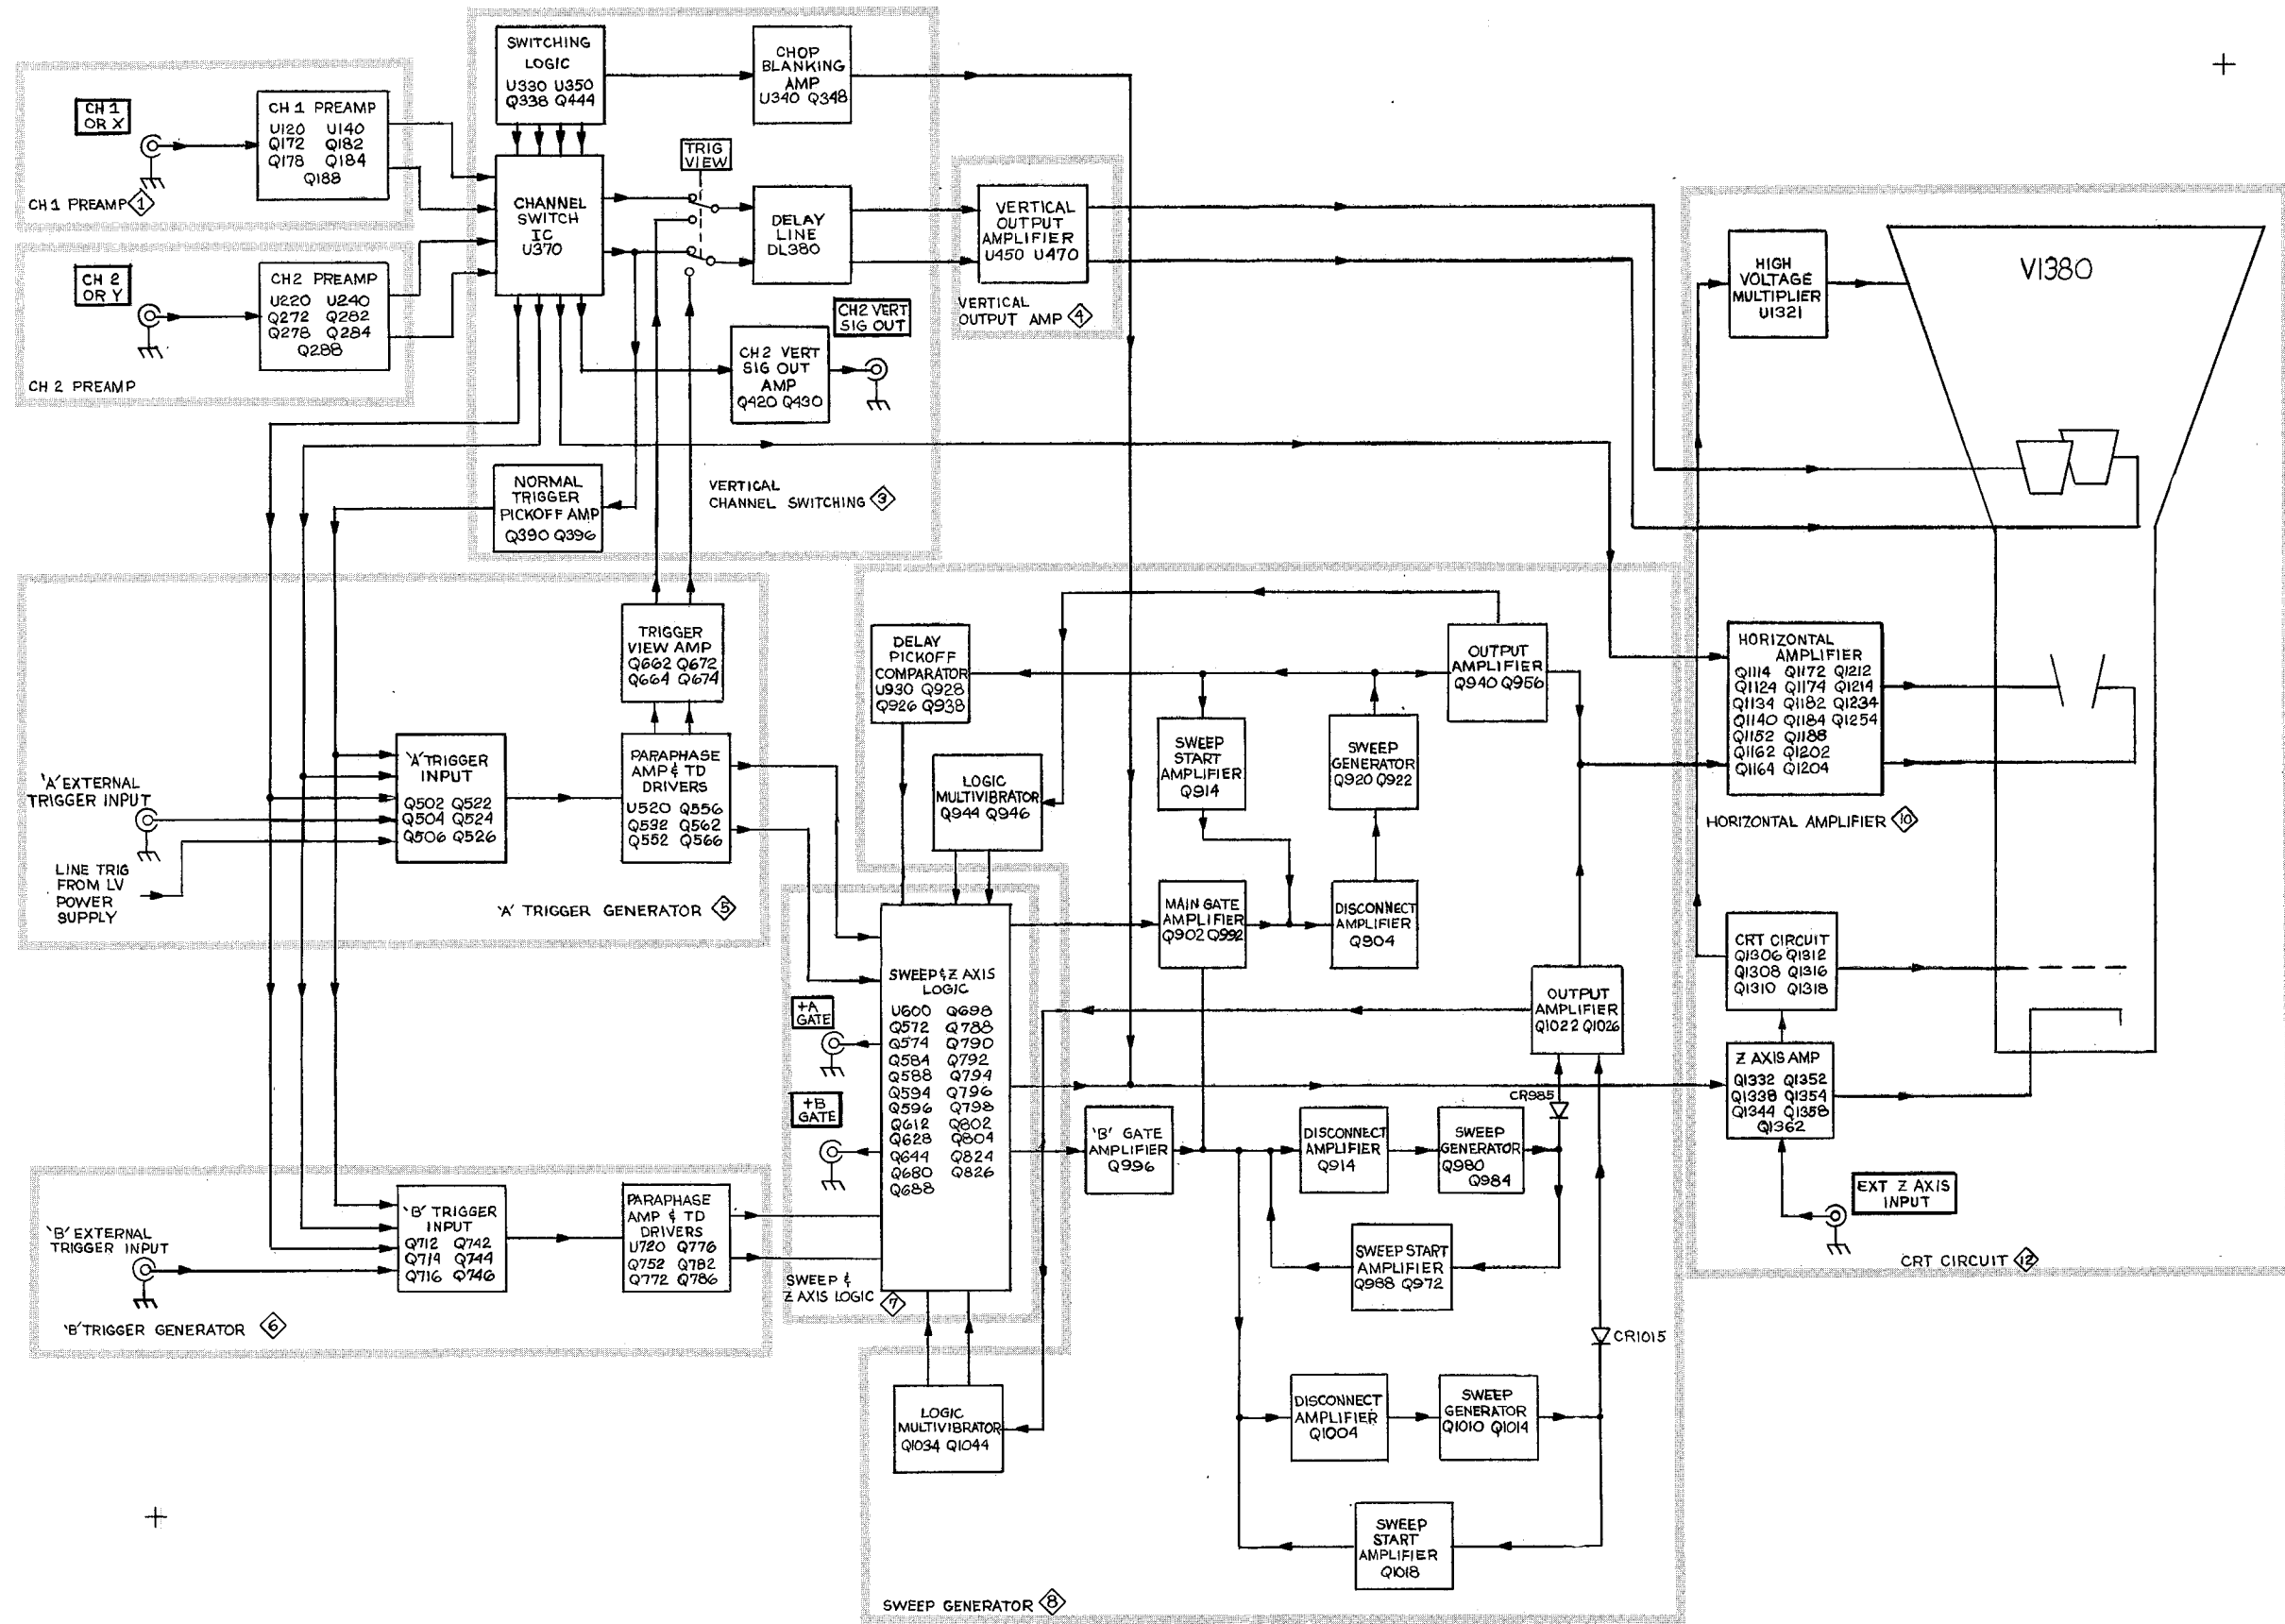 CH 1
OR X
CH 1 PREAMP
U120 U140
Q172 Q182
Q178 Q184
Q188
CH 1 PREAMP 1
CH 2
OR Y
CH2 PREAMP
U220 U240
Q272 Q282
Q278 Q284
Q288
CH 2 PREAMP
SWITCHING
LOGIC
U330 U350
Q338 Q444
CHOP
BLANKING
AMP
U340 Q348
CHANNEL
SWITCH
IC
U370
TRIG
VIEW
DELAY
LINE
DL380
CH2 VERT
SIG OUT
CH2 VERT
SIG OUT
AMP
Q420 Q430
NORMAL
TRIGGER
PICKOFF AMP
Q390 Q396
VERTICAL
CHANNEL SWITCHING 3
VERTICAL
OUTPUT
AMPLIFIER
U450 U470
VERTICAL
OUTPUT AMP 4
HIGH
VOLTAGE
MULTIPLIER
U1321
V1380
TRIGGER
VIEW AMP
Q662 Q672
Q664 Q674
'A' TRIGGER
INPUT
Q502 Q522
Q504 Q524
Q506 Q526
PARAPHASE
AMP & TD
DRIVERS
U520 Q556
Q532 Q562
Q552 Q566
'A' EXTERNAL
TRIGGER INPUT
LINE TRIG
FROM LV
POWER
SUPPLY
'A' TRIGGER GENERATOR 5
DELAY
PICKOFF
COMPARATOR
U930 Q928
Q926 Q938
LOGIC
MULTIVIBRATOR
Q944 Q946
SWEEP
START
AMPLIFIER
Q914
SWEEP
GENERATOR
Q920 Q922
OUTPUT
AMPLIFIER
Q940 Q956
MAIN GATE
AMPLIFIER
Q902 Q992
DISCONNECT
AMPLIFIER
Q904
OUTPUT
AMPLIFIER
Q1022 Q1026
HORIZONTAL
AMPLIFIER
Q1114 Q1172 Q1212
Q1124 Q1174 Q1214
Q1134 Q1182 Q1234
Q1140 Q1184 Q1254
Q1152 Q1188
Q1162 Q1202
Q1164 Q1204
HORIZONTAL AMPLIFIER 10
CRT CIRCUIT
Q1306 Q1312
Q1308 Q1316
Q1310 Q1318
Z AXIS AMP
Q1332 Q1352
Q1338 Q1354
Q1344 Q1358
Q1362
EXT Z AXIS
INPUT
CRT CIRCUIT 12
SWEEP & Z AXIS
LOGIC
U600 Q698
Q572 Q788
Q574 Q790
Q584 Q792
Q588 Q794
Q594 Q796
Q596 Q798
Q612 Q802
Q628 Q804
Q644 Q824
Q680 Q826
Q688
+A
GATE
+B
GATE
SWEEP &
Z AXIS LOGIC 7
'B' GATE
AMPLIFIER
Q996
DISCONNECT
AMPLIFIER
Q914
SWEEP
GENERATOR
Q980
Q984
CR985
SWEEP START
AMPLIFIER
Q988 Q972
CR1015
DISCONNECT
AMPLIFIER
Q1004
SWEEP
GENERATOR
Q1010 Q1014
SWEEP
START
AMPLIFIER
Q1018
LOGIC
MULTIVIBRATOR
Q1034 Q1044
SWEEP GENERATOR 8
'B' EXTERNAL
TRIGGER INPUT
'B' TRIGGER
INPUT
Q712 Q742
Q714 Q744
Q716 Q746
PARAPHASE
AMP & TD
DRIVERS
U720 Q776
Q752 Q782
Q772 Q786
'B' TRIGGER GENERATOR 6